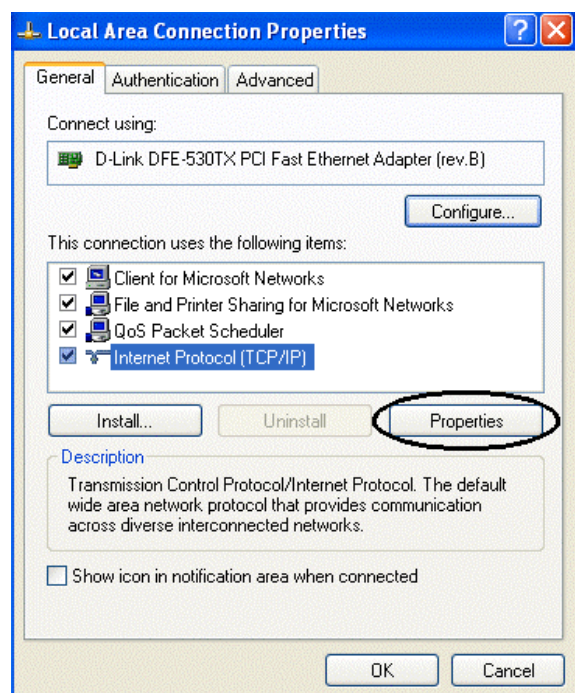 Local Area Connection Properties
General Authentication Advanced
Connect using:
D-Link DFE-530TX PCI Fast Ethernet Adapter (rev.B)
Configure...
This connection uses the following items:
Client for Microsoft Networks
File and Printer Sharing for Microsoft Networks
QoS Packet Scheduler
Internet Protocol (TCP/IP)
Install... Uninstall Properties
Description
Transmission Control Protocol/Internet Protocol. The default
wide area network protocol that provides communication
across diverse interconnected networks.
Show icon in notification area when connected
OK Cancel